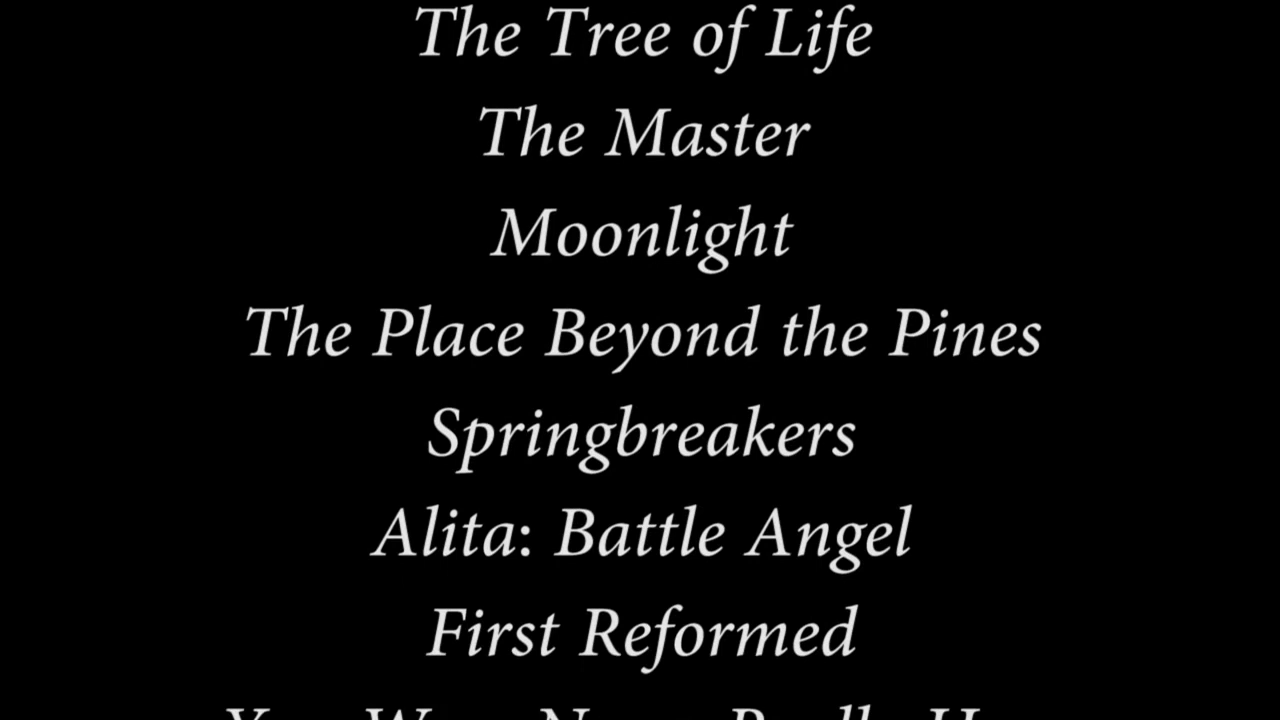 The Tree of Life
The Master
Moonlight
The Place Beyond the Pines
Springbreakers
Alita: Battle Angel
First Reformed